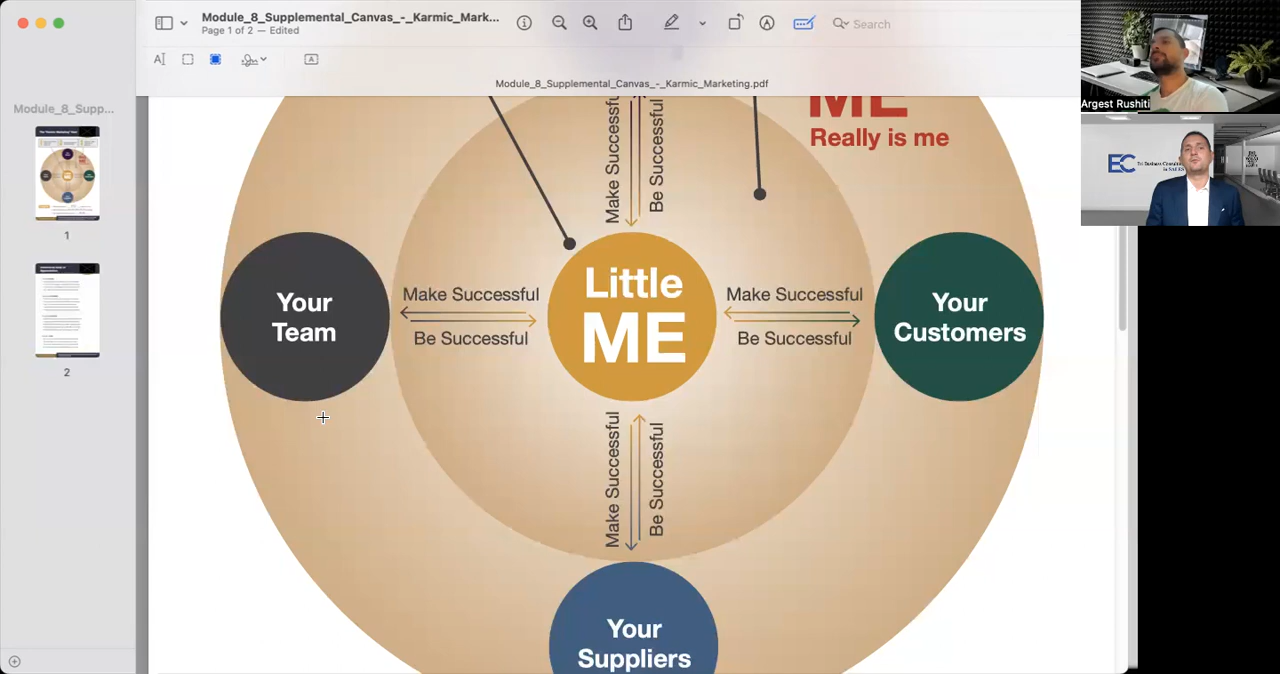 Module_8_Supplemental_Canvas_-_Karmic_Mark...
Page 1 of 2 — Edited
Search
Module_8_Supplemental_Canvas_-_Karmic_Marketing.pdf
Module_8_Supp...
1
2
ME
Really is me
Make Successful
Be Successful
Little
ME
Your
Team
Make Successful
Be Successful
Make Successful
Be Successful
Your
Customers
Make Successful
Be Successful
Your
Suppliers
Argest Rushiti
EC